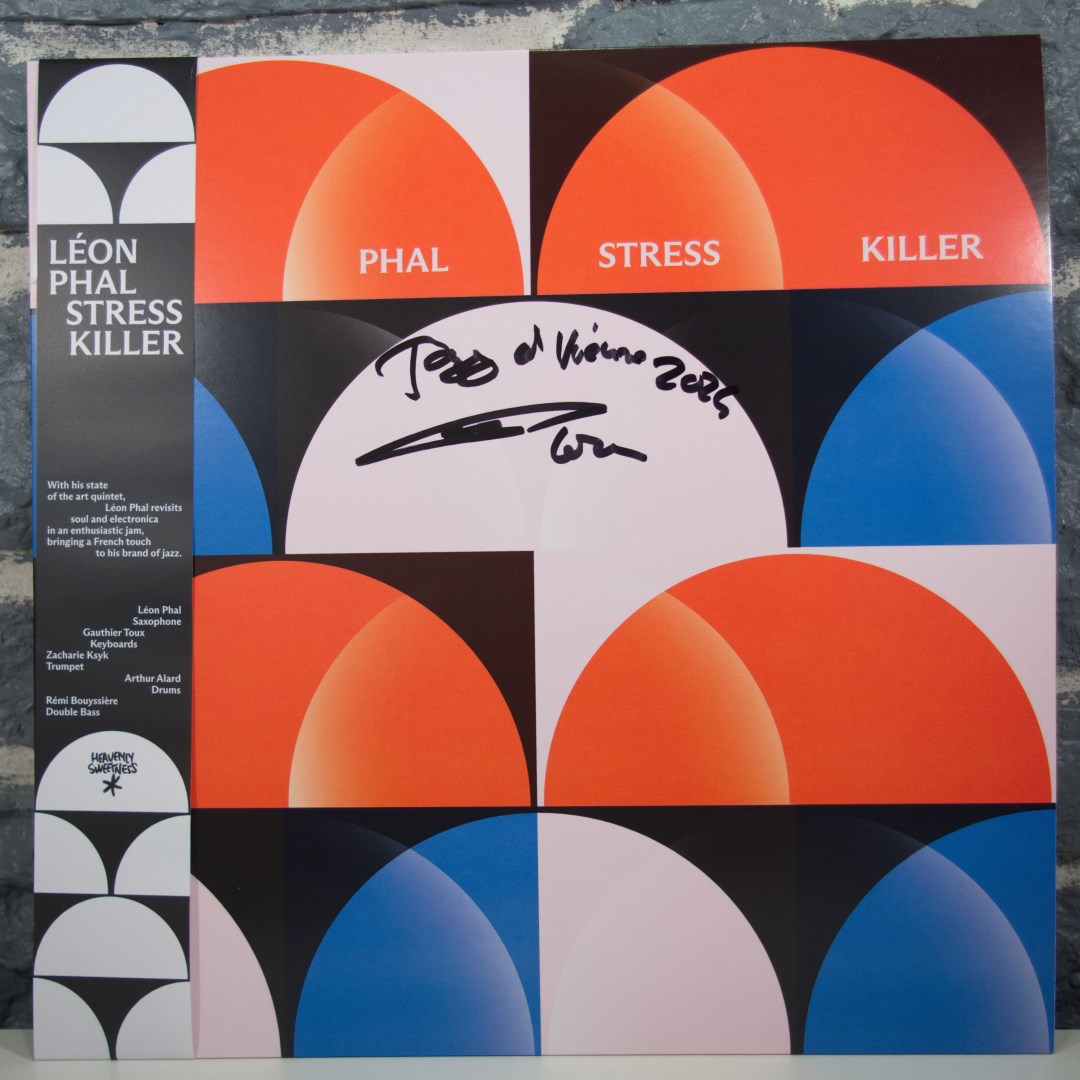 LÉON
PHAL
STRESS
KILLER
With his state
of the art quintet,
Léon Phal revisits
soul and electronica
in an enthusiastic jam,
bringing a French touch
to his brand of jazz.
Léon Phal
Saxophone
Gauthier Toux
Keyboards
Zacharie Ksyk
Trumpet
Arthur Alard
Drums
Rémi Bouyssière
Double Bass
HEAVENLY
SWEETNESS
PHAL STRESS KILLER
Jazz à Vienne